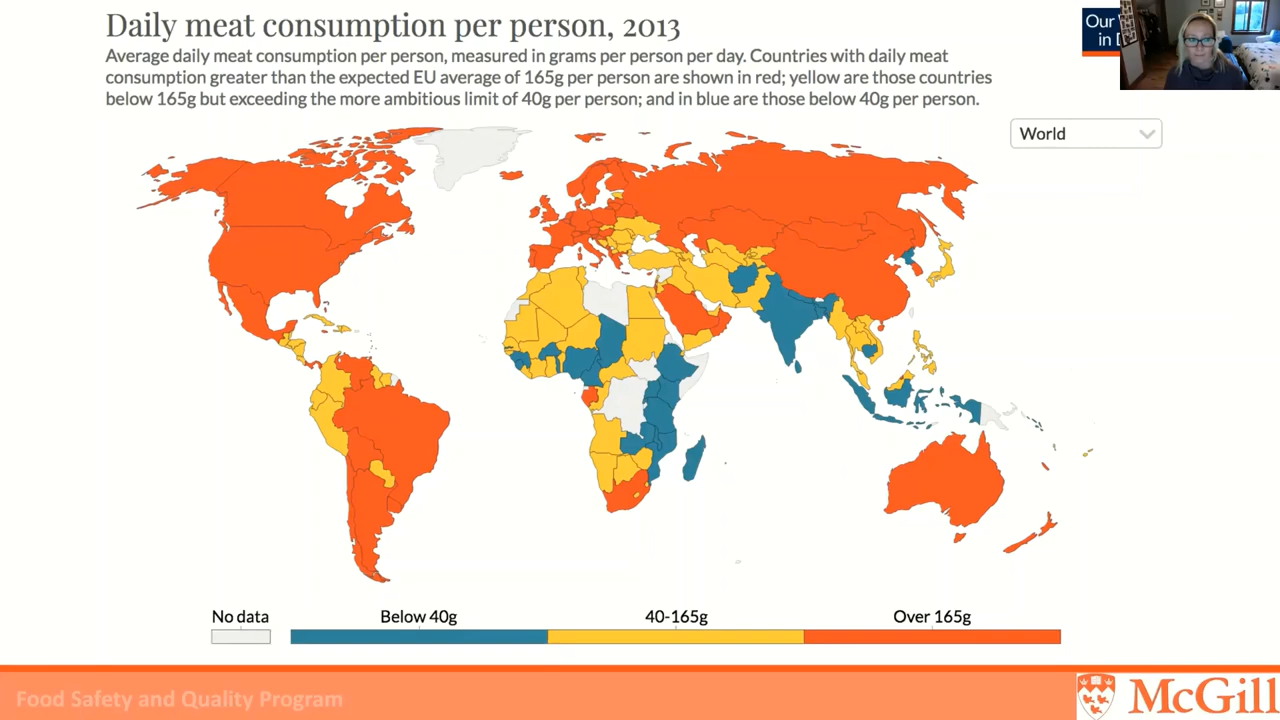 Daily meat consumption per person, 2013
Average daily meat consumption per person, measured in grams per person per day. Countries with daily meat
consumption greater than the expected EU average of 165g per person are shown in red; yellow are those countries
below 165g but exceeding the more ambitious limit of 40g per person; and in blue are those below 40g per person.
Our
in
World
No data
Below 40g
40-165g
Over 165g
Food Safety and Quality Program
McGill